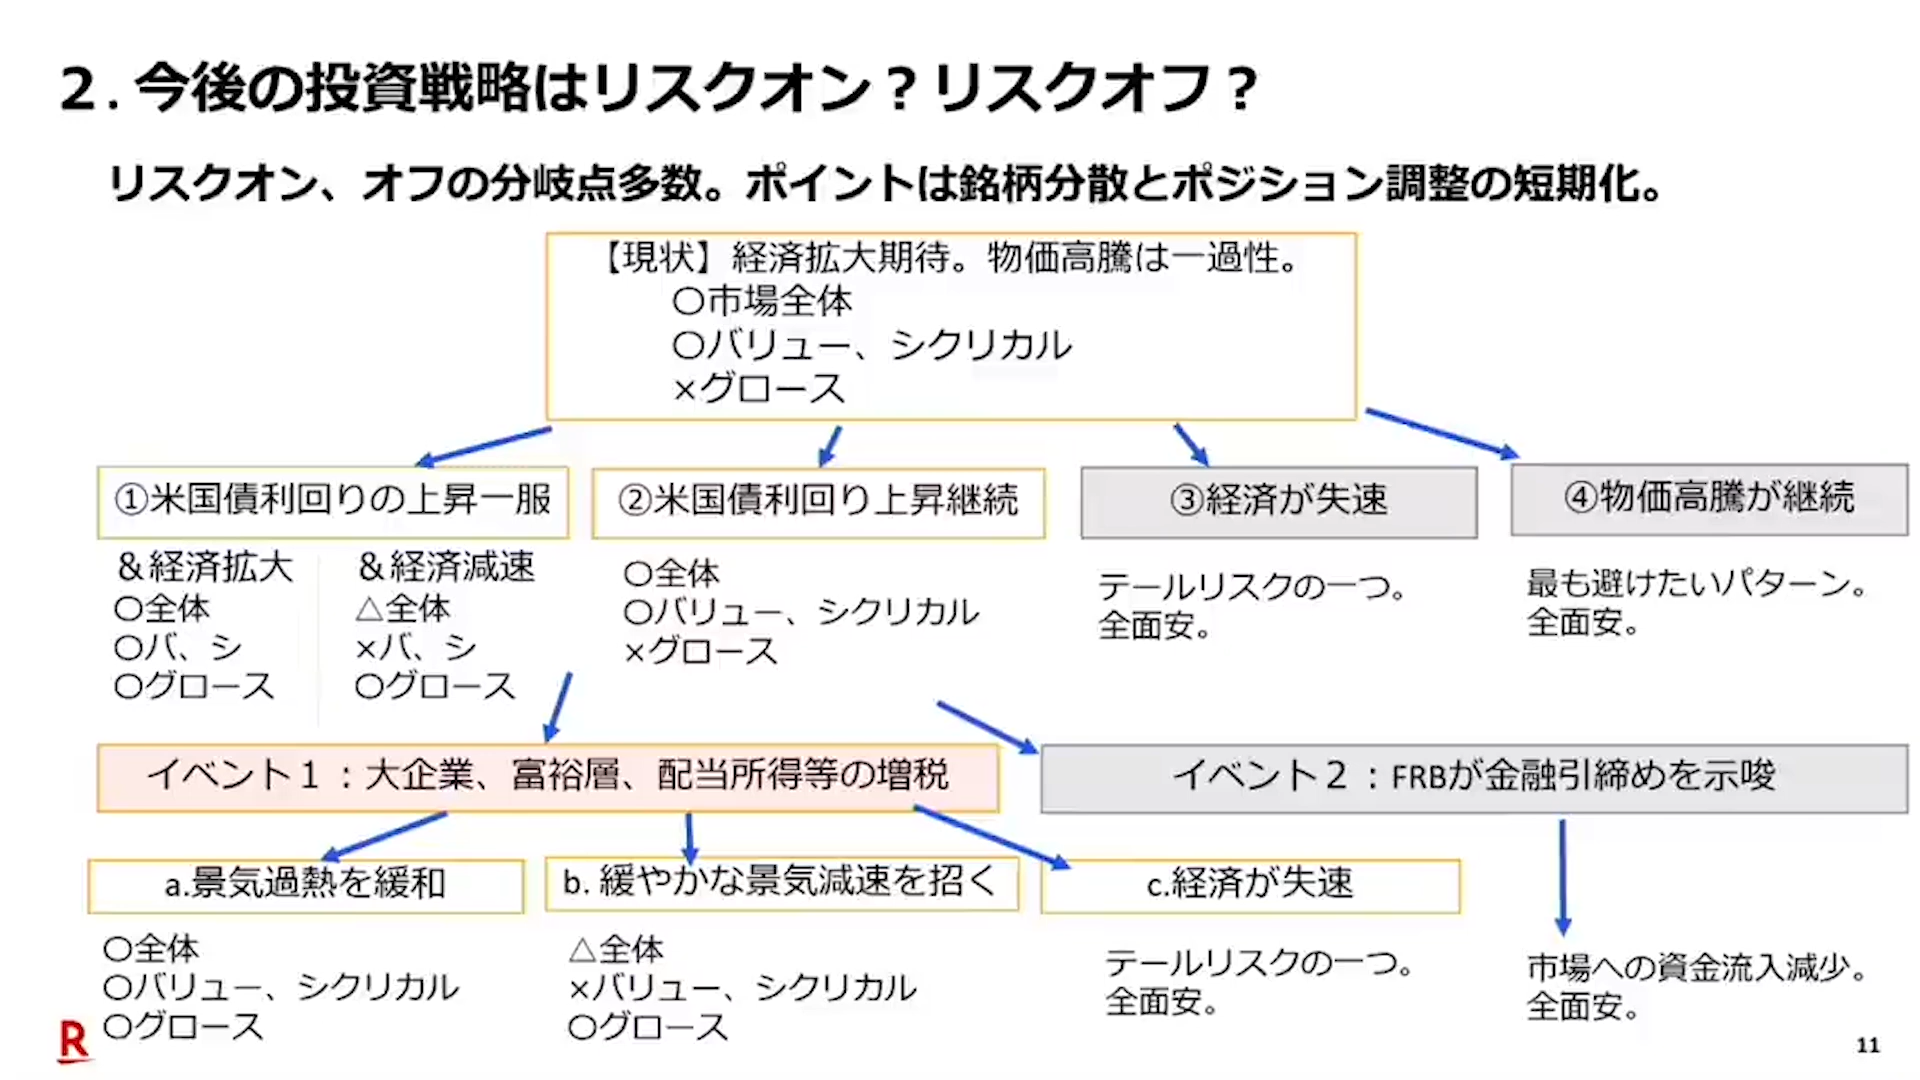 ２. 今後の投資戦略はリスクオン？リスクオフ？
リスクオン、オフの分岐点多数。ポイントは銘柄分散とポジション調整の短期化。
【現状】経済拡大期待。物価高騰は一過性。
〇市場全体
〇バリュー、シクリカル
×グロース
①米国債利回りの上昇一服
＆経済拡大
〇全体
〇バ、シ
〇グロース
＆経済減速
△全体
×バ、シ
〇グロース
②米国債利回り上昇継続
〇全体
〇バリュー、シクリカル
×グロース
③経済が失速
テールリスクの一つ。
全面安。
④物価高騰が継続
最も避けたいパターン。
全面安。
イベント１：大企業、富裕層、配当所得等の増税
イベント２：FRBが金融引締めを示唆
a.景気過熱を緩和
〇全体
〇バリュー、シクリカル
〇グロース
b. 緩やかな景気減速を招く
△全体
×バリュー、シクリカル
〇グロース
c.経済が失速
テールリスクの一つ。
全面安。
市場への資金流入減少。
全面安。
R
11